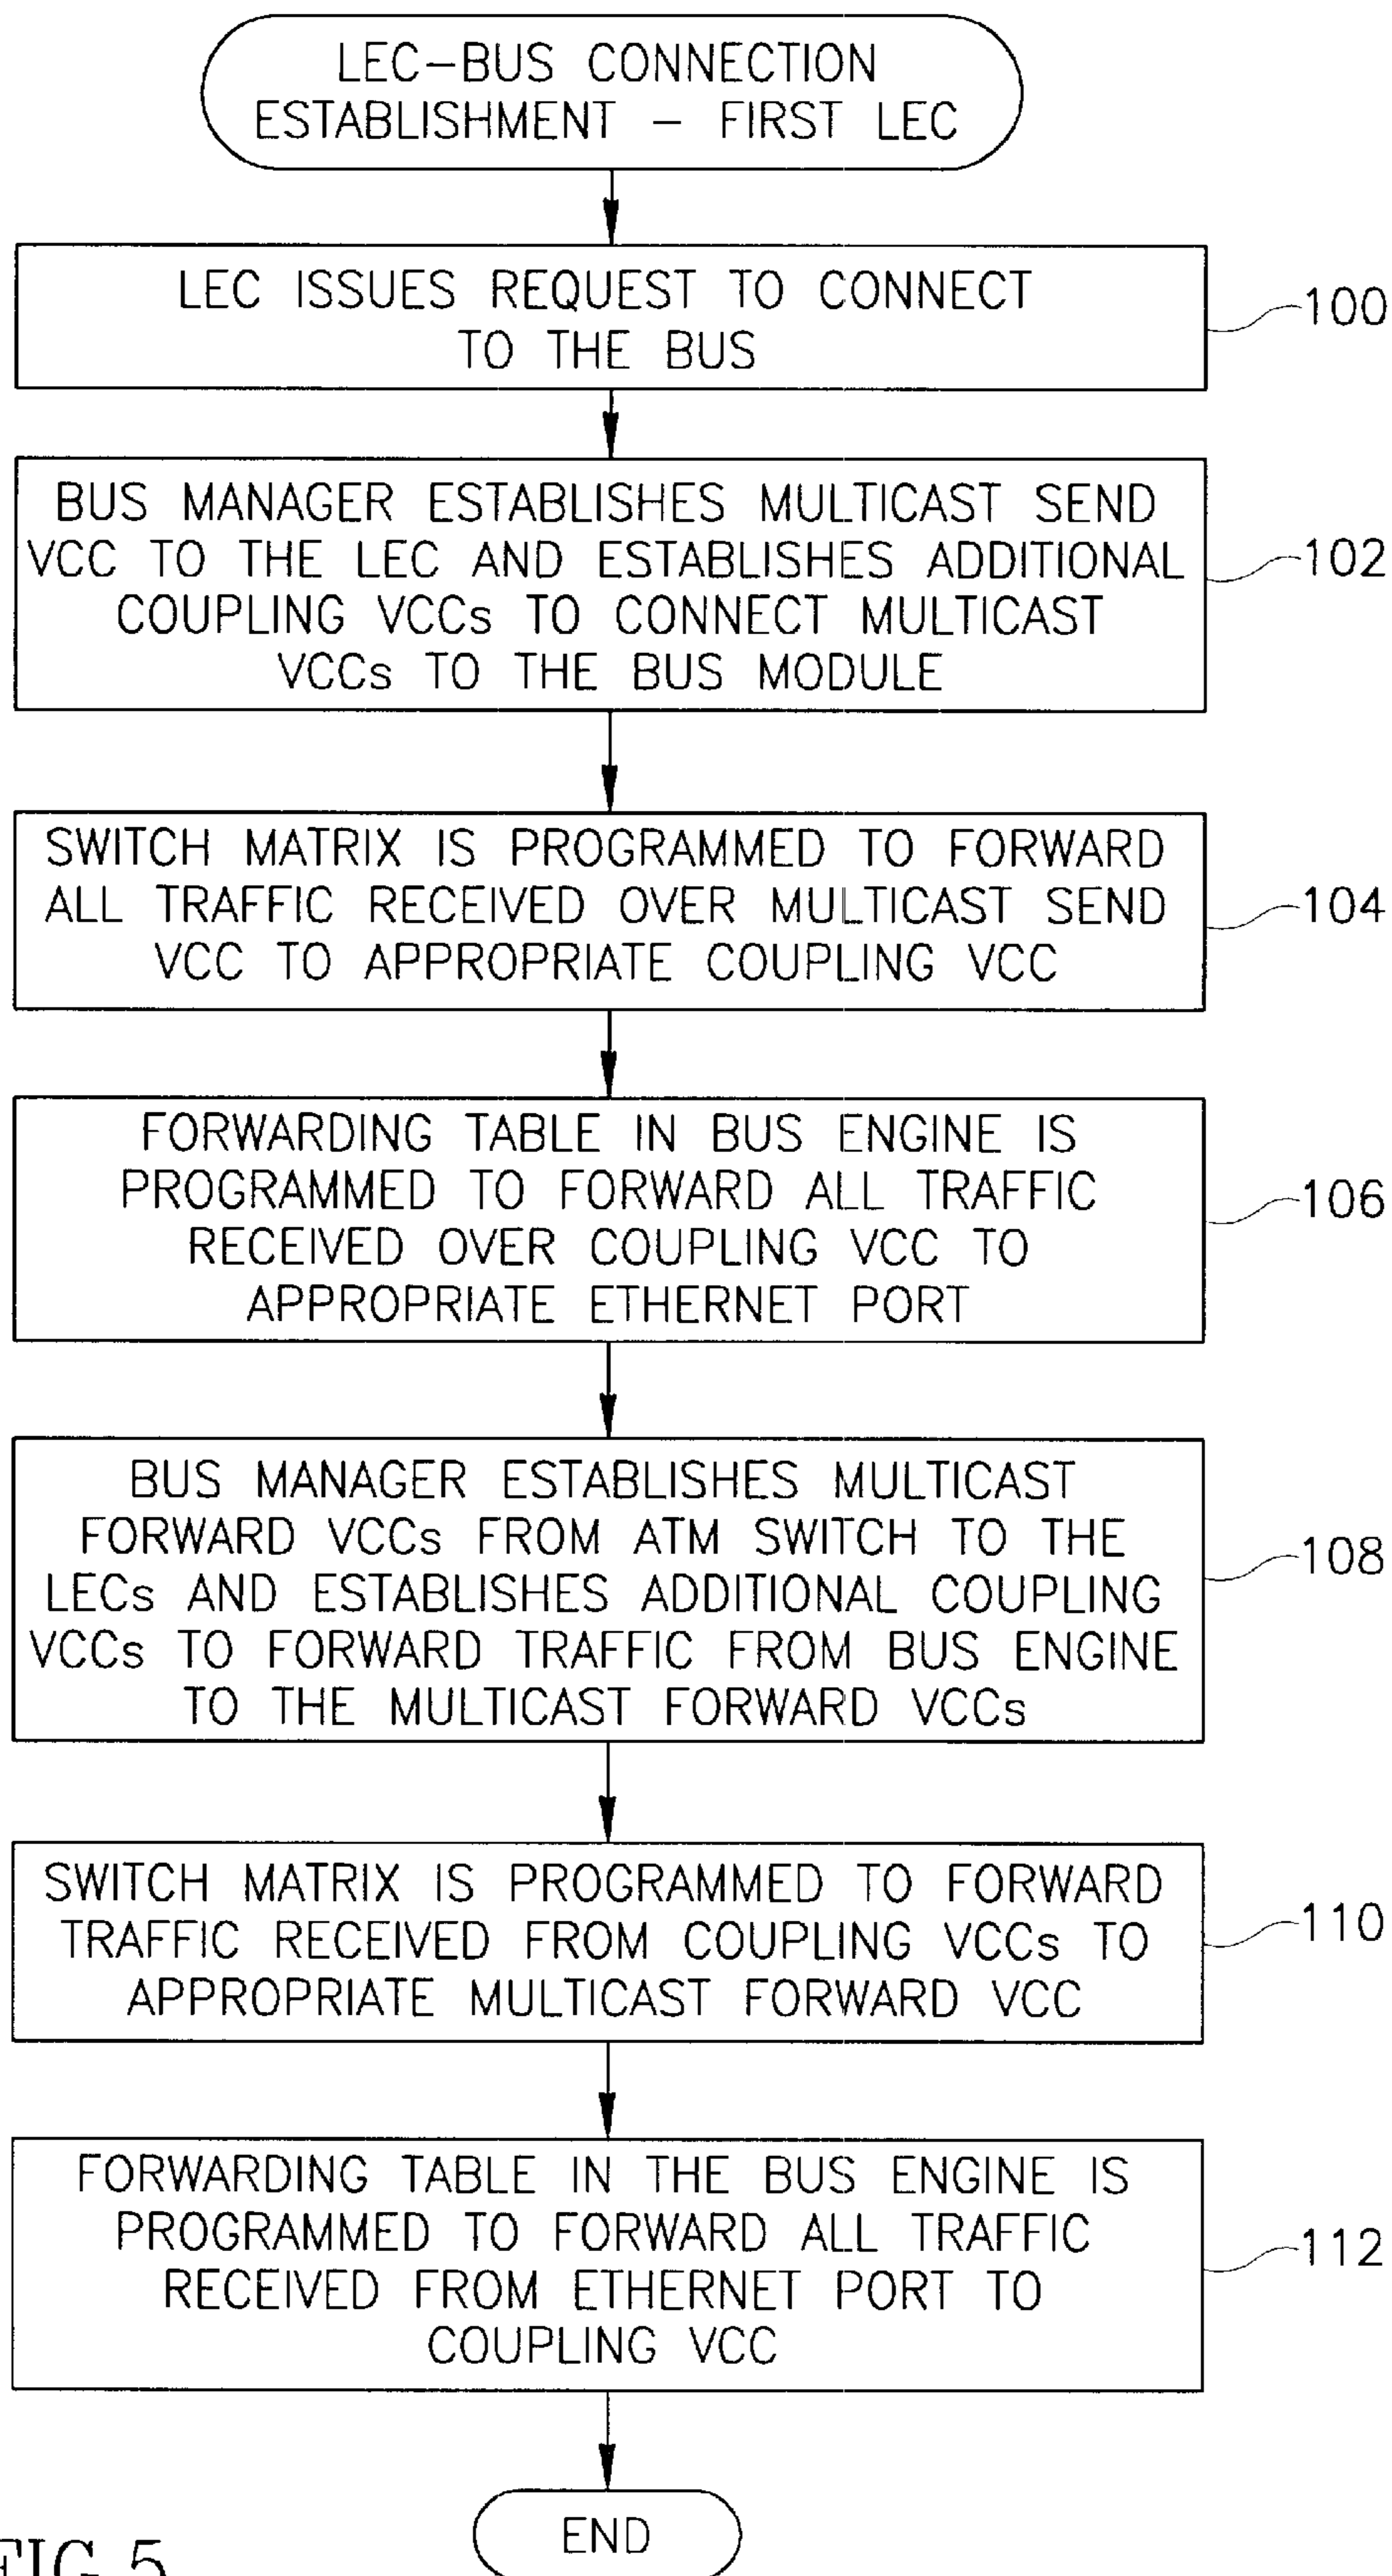 LEC-BUS CONNECTION
ESTABLISHMENT - FIRST LEC
LEC ISSUES REQUEST TO CONNECT
TO THE BUS
100
BUS MANAGER ESTABLISHES MULTICAST SEND
VCC TO THE LEC AND ESTABLISHES ADDITIONAL
COUPLING VCCs TO CONNECT MULTICAST
VCCs TO THE BUS MODULE
102
SWITCH MATRIX IS PROGRAMMED TO FORWARD
ALL TRAFFIC RECEIVED OVER MULTICAST SEND
VCC TO APPROPRIATE COUPLING VCC
104
FORWARDING TABLE IN BUS ENGINE IS
PROGRAMMED TO FORWARD ALL TRAFFIC
RECEIVED OVER COUPLING VCC TO
APPROPRIATE ETHERNET PORT
106
BUS MANAGER ESTABLISHES MULTICAST
FORWARD VCCs FROM ATM SWITCH TO THE
LECs AND ESTABLISHES ADDITIONAL COUPLING
VCCs TO FORWARD TRAFFIC FROM BUS ENGINE
TO THE MULTICAST FORWARD VCCs
108
SWITCH MATRIX IS PROGRAMMED TO FORWARD
TRAFFIC RECEIVED FROM COUPLING VCCs TO
APPROPRIATE MULTICAST FORWARD VCC
110
FORWARDING TABLE IN THE BUS ENGINE IS
PROGRAMMED TO FORWARD ALL TRAFFIC
RECEIVED FROM ETHERNET PORT TO
COUPLING VCC
112
END
FIG.5